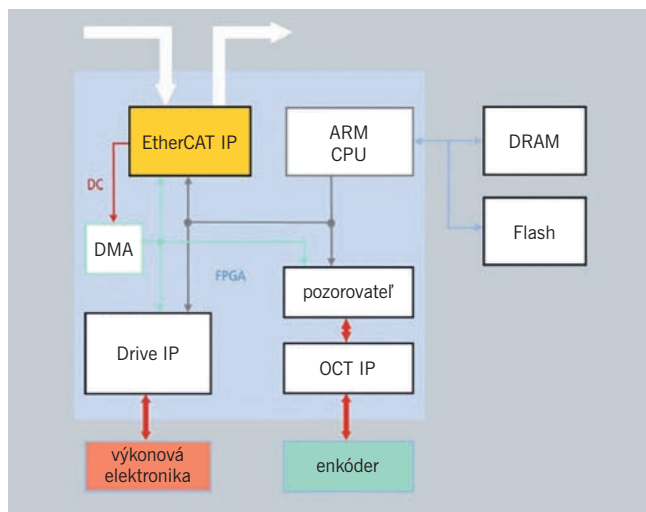 EtherCAT IP
ARM
CPU
DRAM
DC
Flash
DMA
FPGA
pozorovateľ
Drive IP
OCT IP
výkonová
elektronika
enkóder